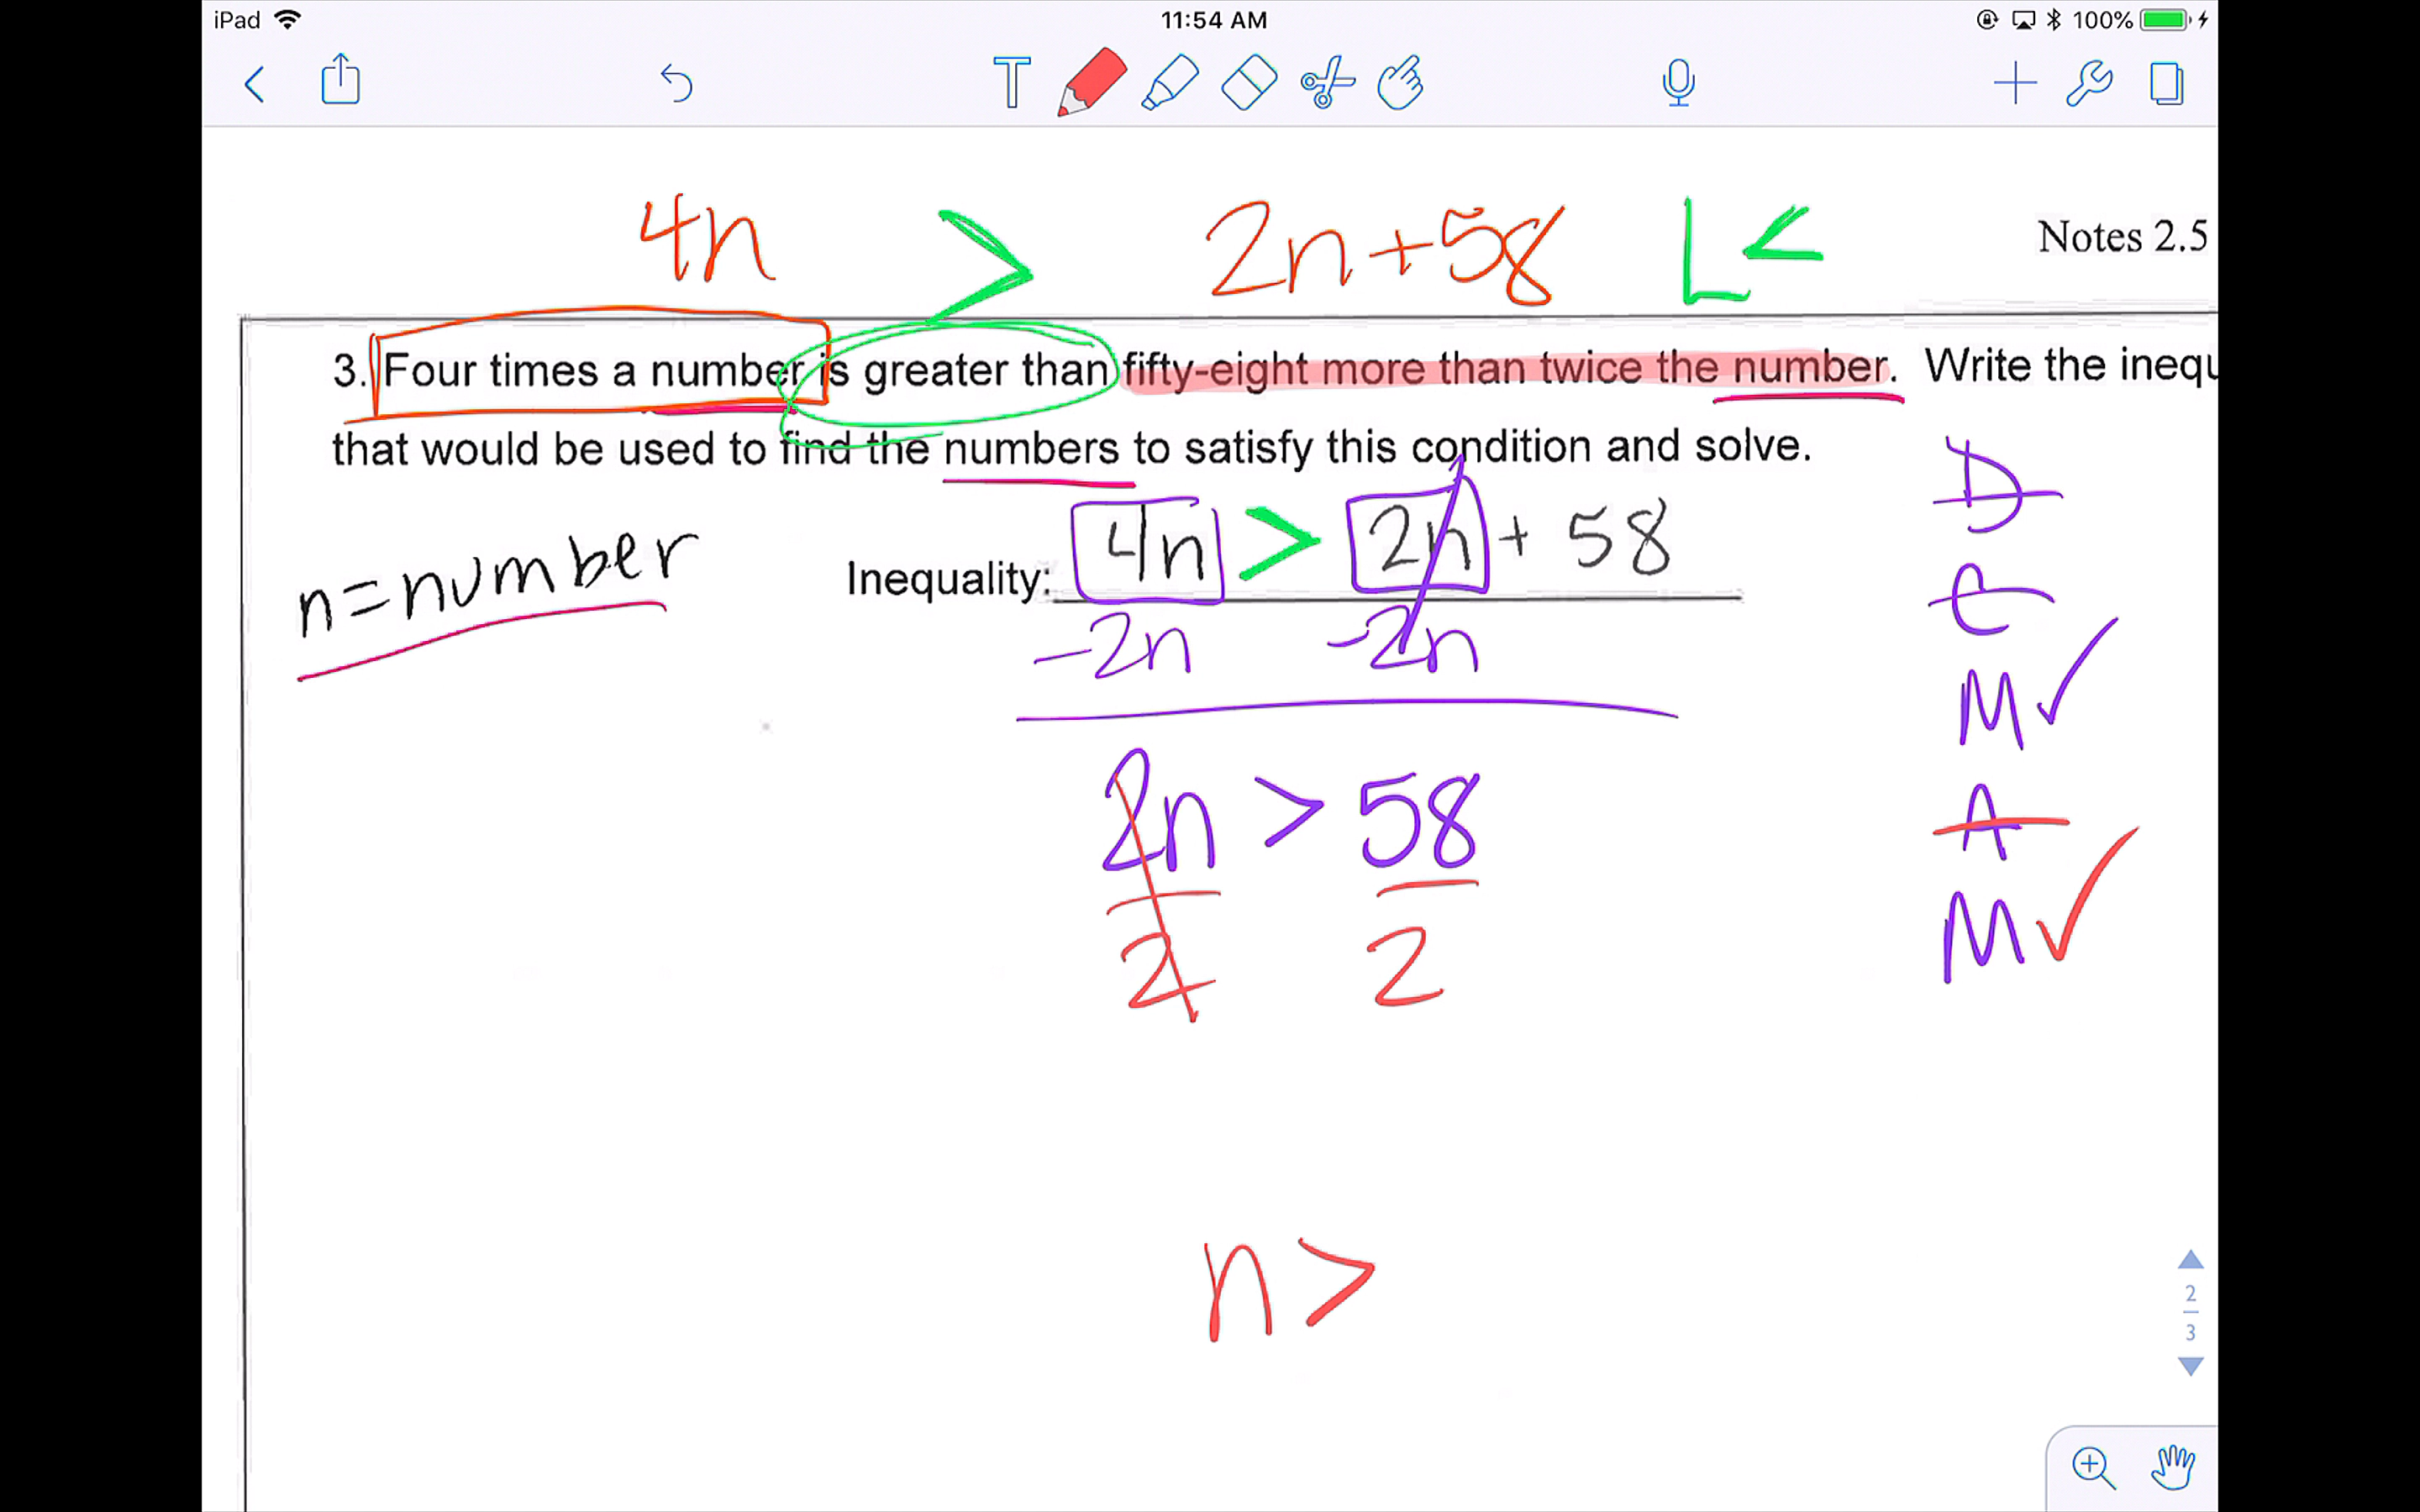 iPad 11:54 AM 100%
T
4n > 2n+58 L<
Notes 2.5
3. Four times a number is greater than fifty-eight more than twice the number. Write the inequ
that would be used to find the numbers to satisfy this condition and solve.
n=number
Inequality: 4n > 2n + 58
-2n -2n
2n > 58
2 2
n >
D
C
M✓
A
M✓
2
3